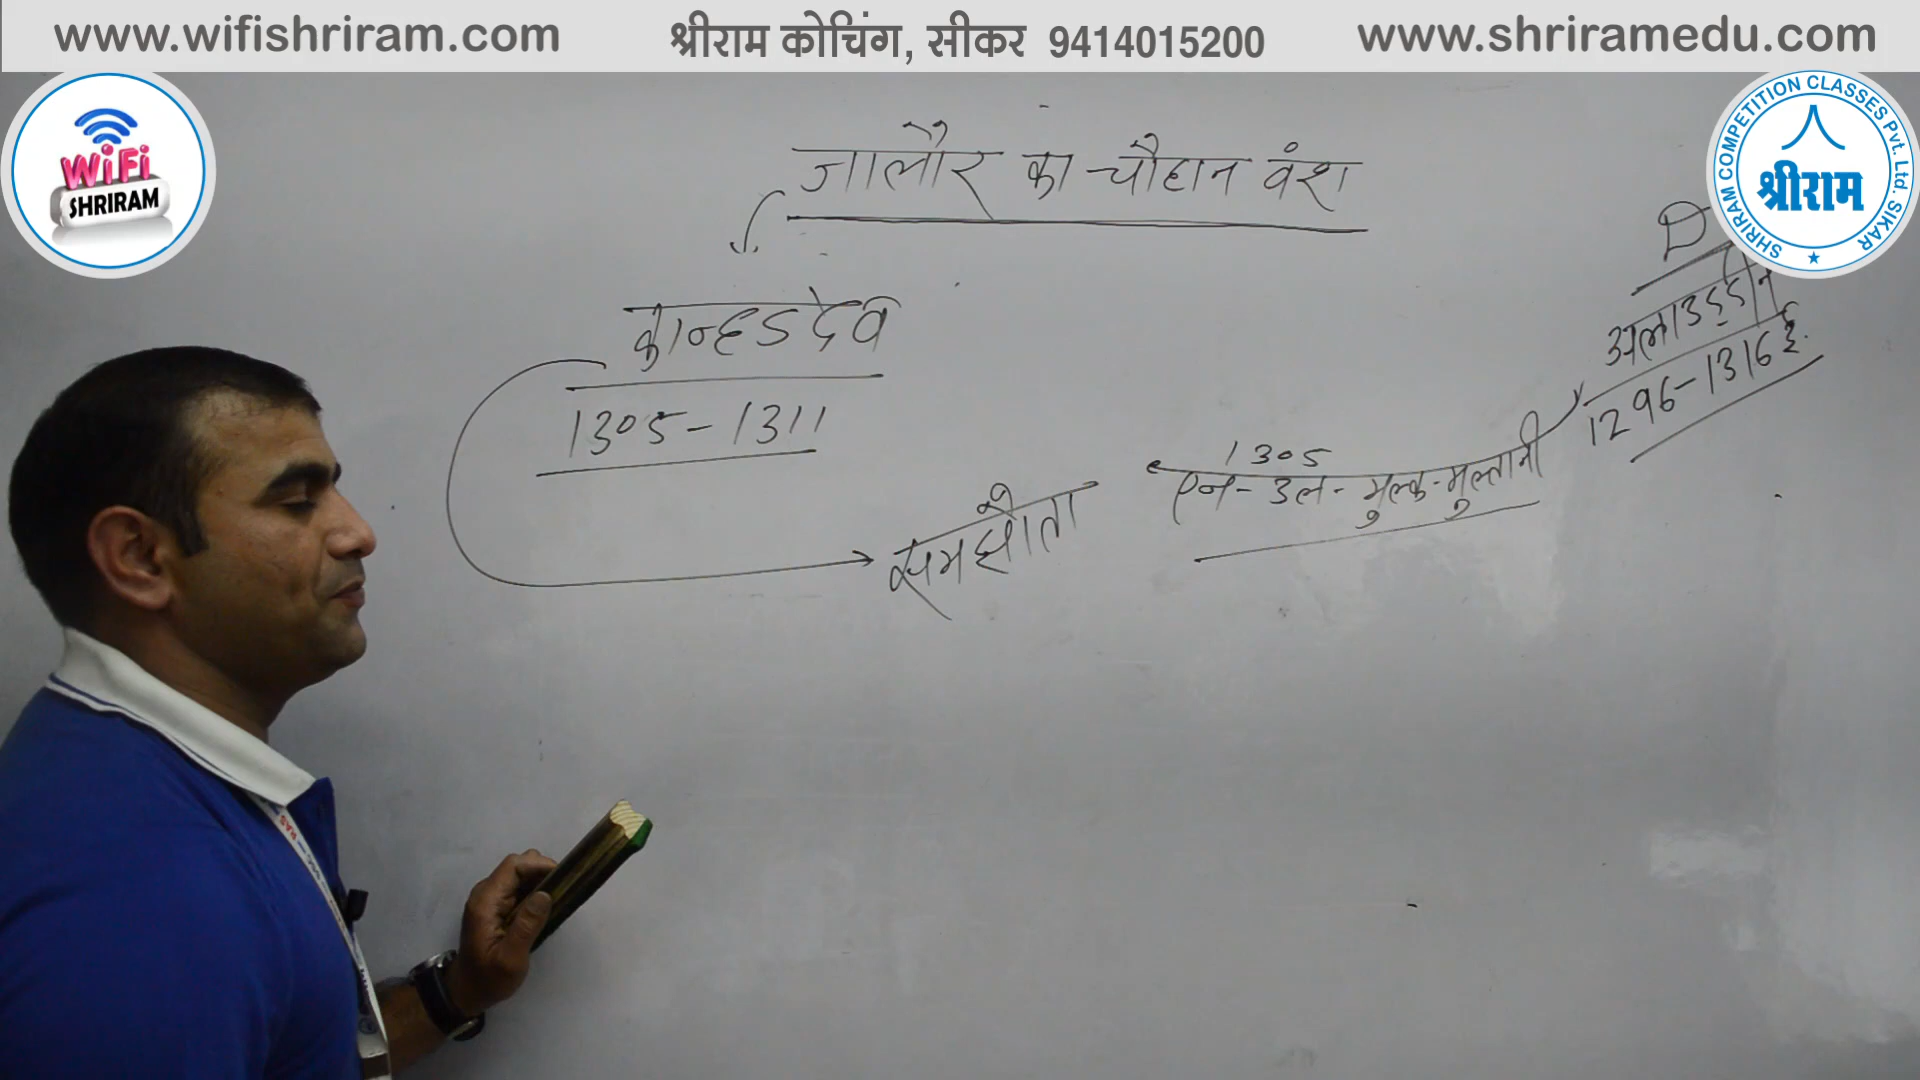 www.wifishriram.com
श्रीराम कोचिंग, सीकर 9414015200
www.shriramedu.com
WiFi
SHRIRAM
SHRIRAM COMPETITION CLASSES Pvt. Ltd. SIKAR
श्रीराम
जालौर का चौहान वंश
D
कान्हडदेव
1305-1311
अलाउद्दीन
1296-1316 ई.
1305
एन-उल-मुल्क-मुल्तानी
समझौता